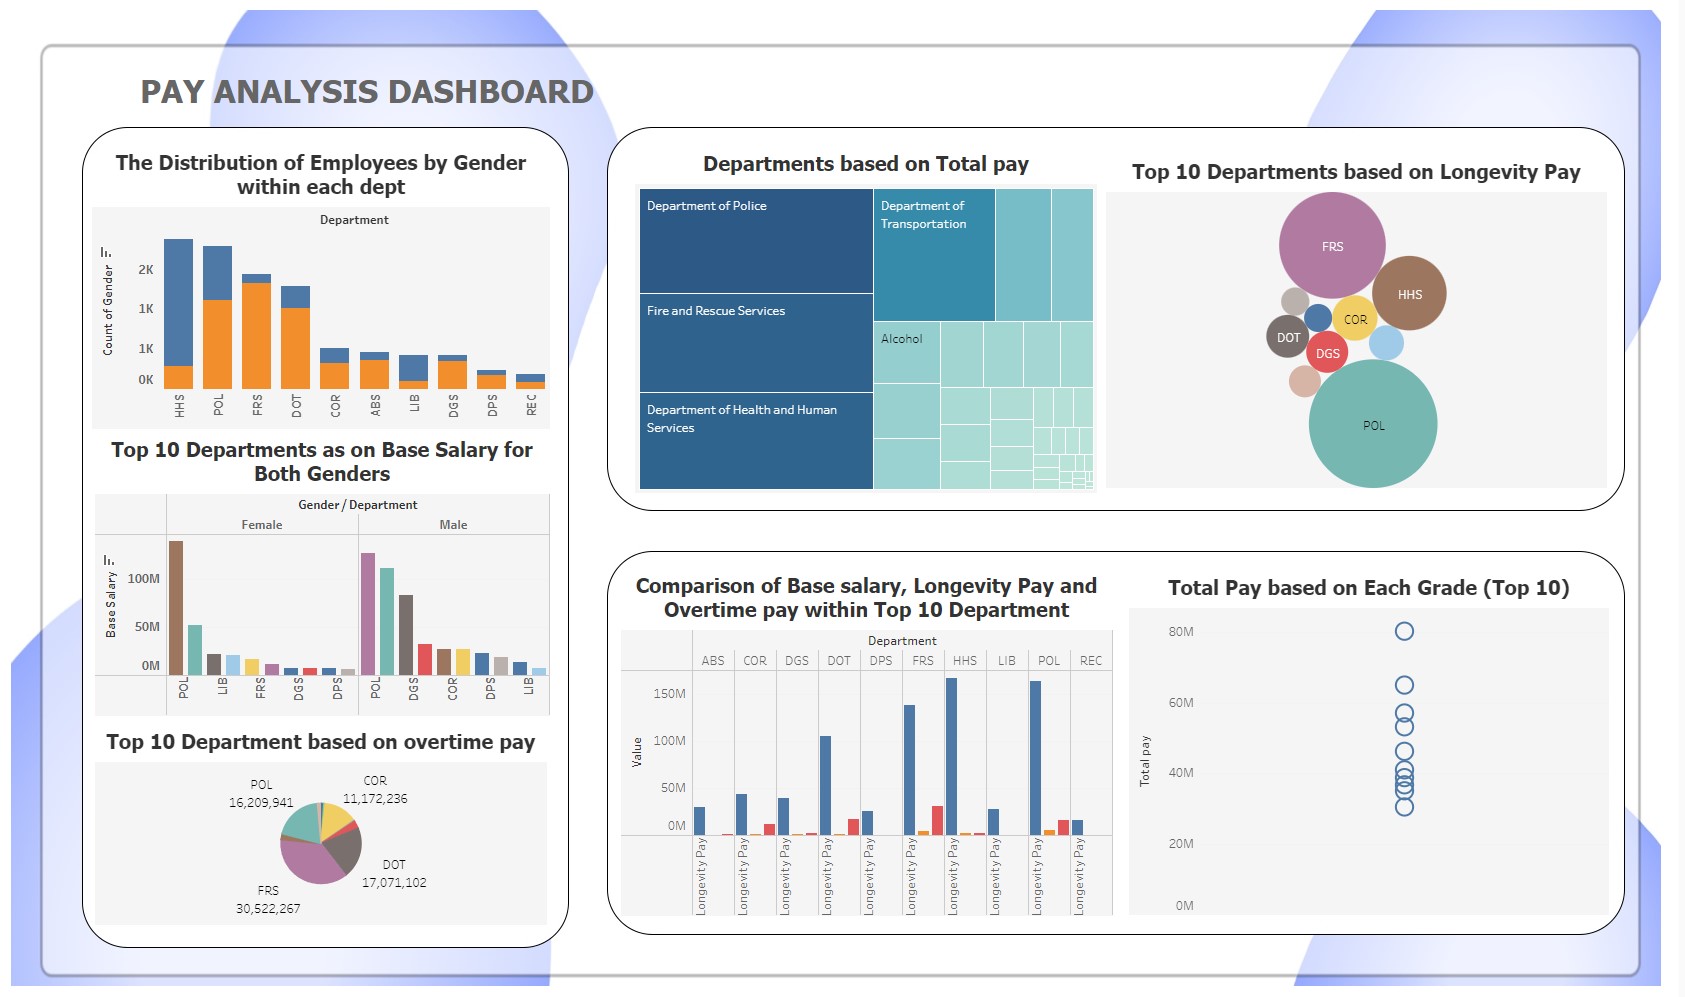 PAY ANALYSIS DASHBOARD
The Distribution of Employees by Gender
within each dept
Department
Count of Gender
2K
1K
1K
0K
HHS
POL
FRS
DOT
COR
ABS
LIB
DGS
DPS
REC
Top 10 Departments as on Base Salary for
Both Genders
Gender / Department
Female
Male
Base Salary
100M
50M
0M
POL
LIB
FRS
DGS
DPS
POL
DGS
COR
DPS
LIB
Top 10 Department based on overtime pay
POL
16,209,941
COR
11,172,236
DOT
17,071,102
FRS
30,522,267
Departments based on Total pay
Department of Police
Fire and Rescue Services
Department of Health and Human
Services
Department of
Transportation
Alcohol
Top 10 Departments based on Longevity Pay
FRS
HHS
COR
DOT
DGS
POL
Comparison of Base salary, Longevity Pay and
Overtime pay within Top 10 Department
Department
ABS
COR
DGS
DOT
DPS
FRS
HHS
LIB
POL
REC
Value
150M
100M
50M
0M
Longevity Pay
Longevity Pay
Longevity Pay
Longevity Pay
Longevity Pay
Longevity Pay
Longevity Pay
Longevity Pay
Longevity Pay
Longevity Pay
Total Pay based on Each Grade (Top 10)
Total pay
80M
60M
40M
20M
0M